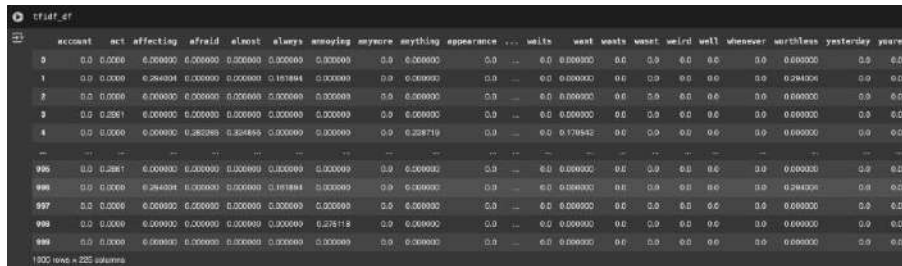 tfidf_df
account act affecting afraid almost always annoying anymore anything appearance ... waits want wants wasnt weird well whenever worthless yesterday youre
0 0.0 0.0000 0.000000 0.000000 0.000000 0.000000 0.000000 0.0 0.000000 0.0 ... 0.0 0.000000 0.0 0.0 0.0 0.0 0.0 0.000000 0.0 0.0
1 0.0 0.0000 0.294004 0.000000 0.000000 0.161894 0.000000 0.0 0.000000 0.0 ... 0.0 0.000000 0.0 0.0 0.0 0.0 0.0 0.294004 0.0 0.0
2 0.0 0.0000 0.000000 0.000000 0.000000 0.000000 0.000000 0.0 0.000000 0.0 ... 0.0 0.000000 0.0 0.0 0.0 0.0 0.0 0.000000 0.0 0.0
3 0.0 0.2861 0.000000 0.000000 0.000000 0.000000 0.000000 0.0 0.000000 0.0 ... 0.0 0.000000 0.0 0.0 0.0 0.0 0.0 0.000000 0.0 0.0
4 0.0 0.0000 0.000000 0.000000 0.0 0.228719 0.0 ... 0.0 0.0 0.0 0.0 0.0 0.0 0.000000 0.0 0.0
... ... ... ... ... ... ... ... ... ... ... ... ... ... ... ... ... ... ... ... ... ...
995 0.0 0.2861 0.000000 0.000000 0.000000 0.000000 0.000000 0.0 0.000000 0.0 ... 0.0 0.000000 0.0 0.0 0.0 0.0 0.0 0.000000 0.0 0.0
996 0.0 0.0000 0.294004 0.000000 0.000000 0.161894 0.000000 0.0 0.000000 0.0 ... 0.0 0.000000 0.0 0.0 0.0 0.0 0.0 0.294004 0.0 0.0
997 0.0 0.0000 0.000000 0.000000 0.000000 0.000000 0.000000 0.0 0.000000 0.0 ... 0.0 0.000000 0.0 0.0 0.0 0.0 0.0 0.000000 0.0 0.0
998 0.0 0.0000 0.000000 0.000000 0.000000 0.000000 0.276118 0.0 0.000000 0.0 ... 0.0 0.000000 0.0 0.0 0.0 0.0 0.0 0.000000 0.0 0.0
999 0.0 0.0000 0.000000 0.000000 0.000000 0.000000 0.000000 0.0 0.000000 0.0 ... 0.0 0.000000 0.0 0.0 0.0 0.0 0.0 0.000000 0.0 0.0
1000 rows × 225 columns